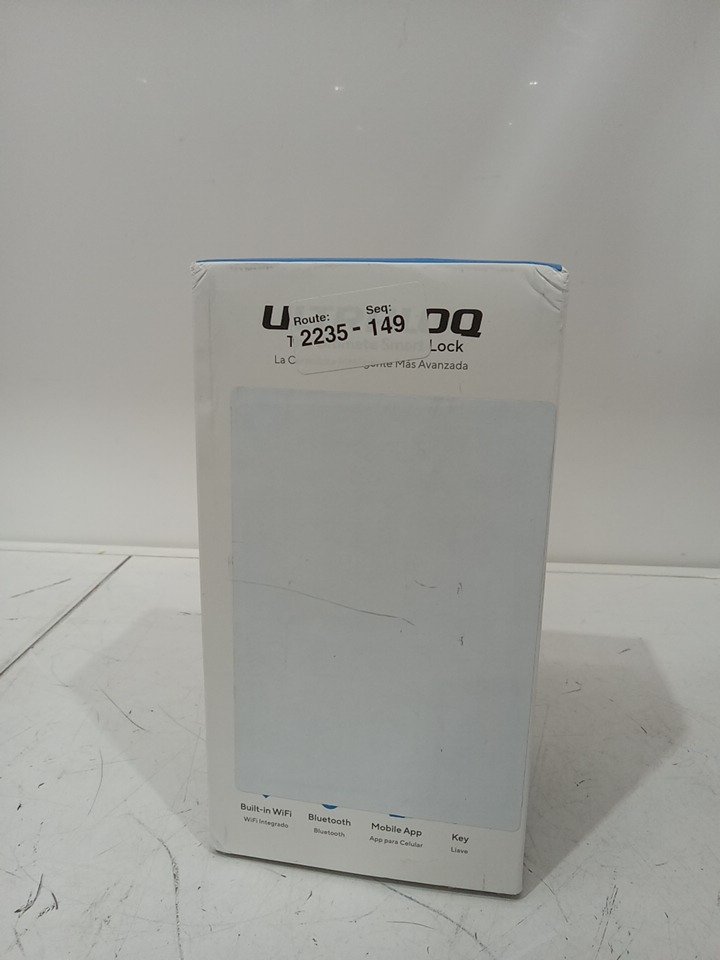 Route: Seq:
2235 - 149
Lock
Más Avanzada
Built-in WiFi
WiFi Integrado
Bluetooth
Bluetooth
Mobile App
App para Celular
Key
Llave